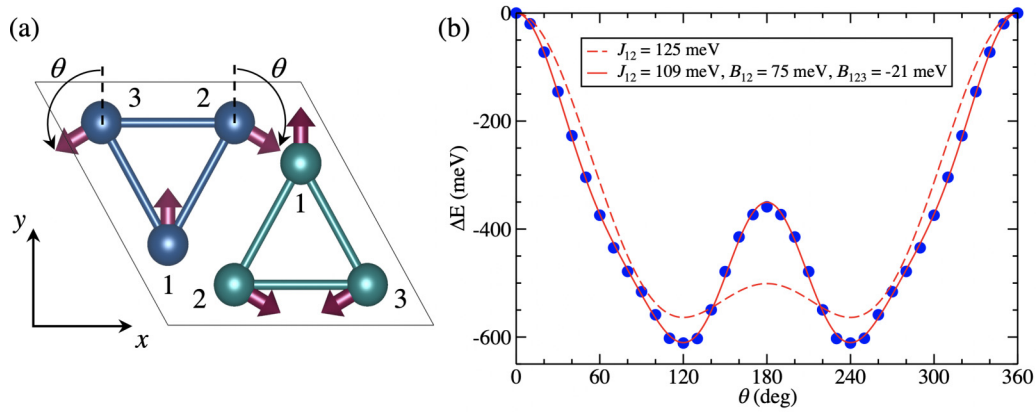 (a)
θ
θ
3
2
1
1
2
3
y
x
(b)
J12 = 125 meV
J12 = 109 meV, B12 = 75 meV, B123 = -21 meV
ΔE (meV)
0
-200
-400
-600
0
60
120
180
240
300
360
θ (deg)